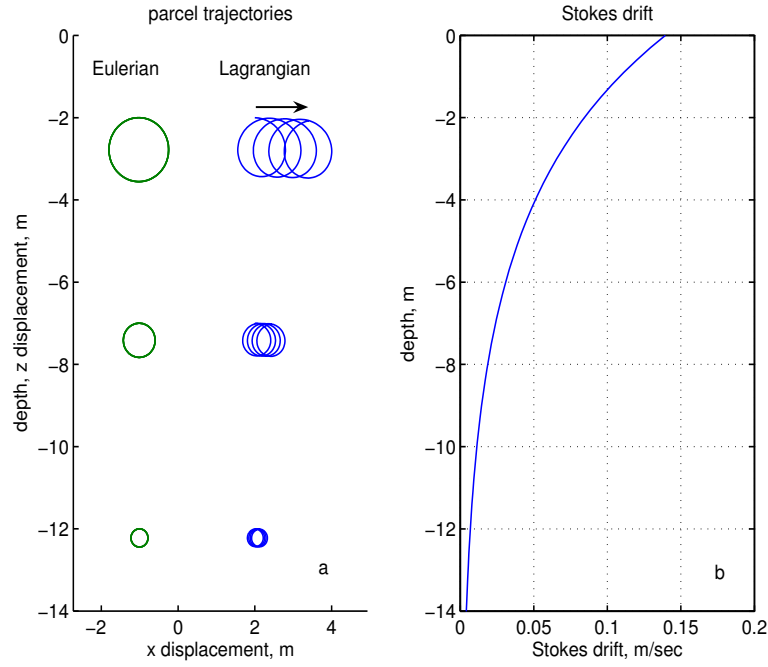 parcel trajectories
Eulerian
Lagrangian
0
−2
−4
−6
−8
−10
−12
−14
depth, z displacement, m
a
−2
0
2
4
x displacement, m
Stokes drift
0
−2
−4
−6
−8
−10
−12
−14
depth, m
b
0
0.05
0.1
0.15
0.2
Stokes drift, m/sec